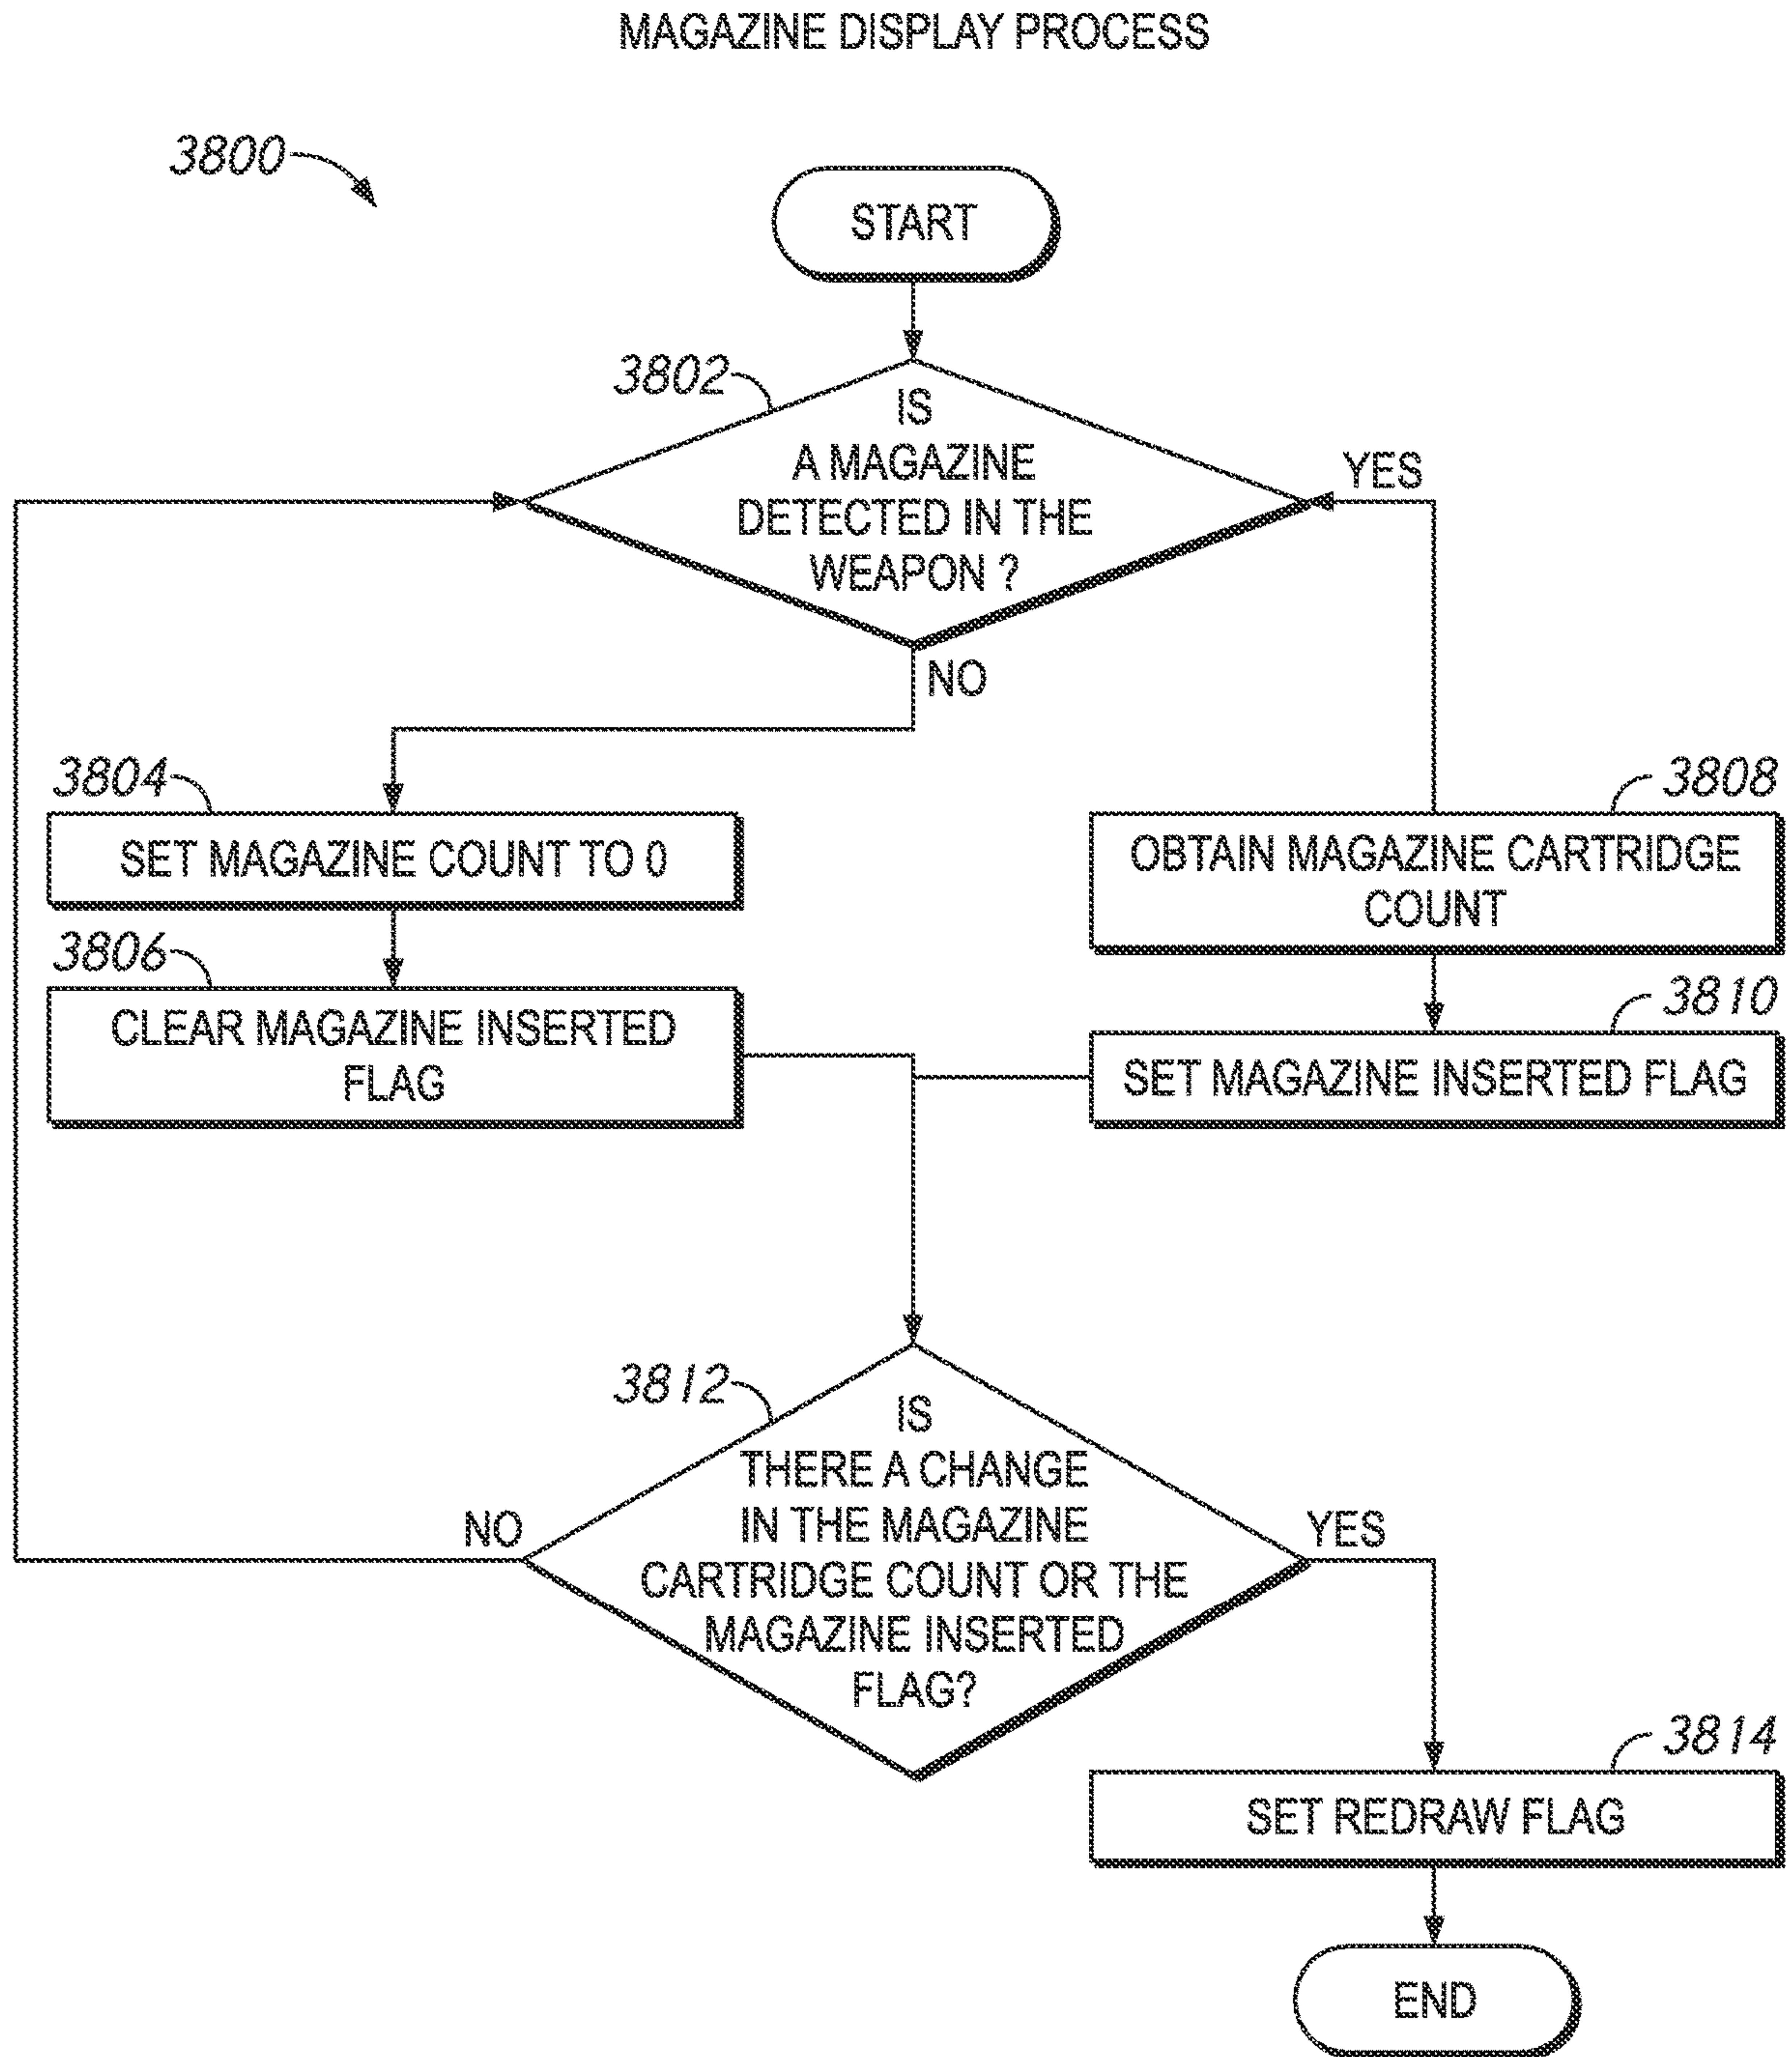 MAGAZINE DISPLAY PROCESS
3800
START
3802
IS
A MAGAZINE
DETECTED IN THE
WEAPON ?
YES
NO
3804
SET MAGAZINE COUNT TO 0
3808
OBTAIN MAGAZINE CARTRIDGE
COUNT
3806
CLEAR MAGAZINE INSERTED
FLAG
3810
SET MAGAZINE INSERTED FLAG
3812
IS
THERE A CHANGE
IN THE MAGAZINE
CARTRIDGE COUNT OR THE
MAGAZINE INSERTED
FLAG?
NO
YES
3814
SET REDRAW FLAG
END